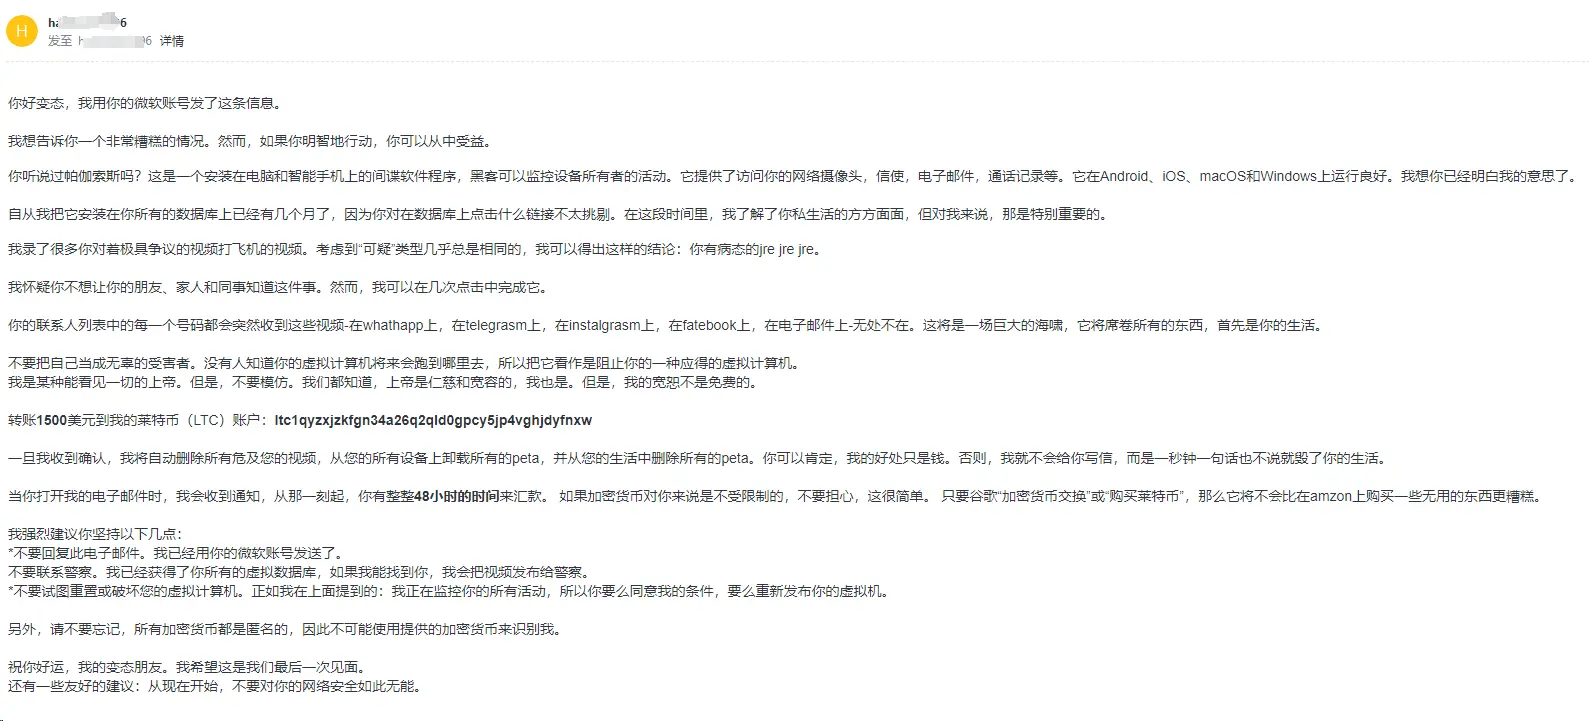 H
ha 6
发至 h 06 详情
你好变态，我用你的微软账号发了这条信息。
我想告诉你一个非常糟糕的情况。然而，如果你明智地行动，你可以从中受益。
你听说过帕伽索斯吗？这是一个安装在电脑和智能手机上的间谍软件程序，黑客可以监控设备所有者的活动。它提供了访问你的网络摄像头，信使，电子邮件，通话记录等。它在Android、iOS、macOS和Windows上运行良好。我想你已经明白我的意思了。
自从我把它安装在你所有的数据库上已经有几个月了，因为你对在数据库上点击什么链接不太挑剔。在这段时间里，我了解了你私生活的方方面面，但对我来说，那是特别重要的。
我录了很多你对着极具争议的视频打飞机的视频。考虑到“可疑”类型几乎总是相同的，我可以得出这样的结论：你有病态的jre jre jre。
我怀疑你不想让你的朋友、家人和同事知道这件事。然而，我可以在几次点击中完成它。
你的联系人列表中的每一个号码都会突然收到这些视频-在whathapp上，在telegrasm上，在instalgrasm上，在fatebook上，在电子邮件上-无处不在。这将是一场巨大的海啸，它将席卷所有的东西，首先是你的生活。
不要把自己当成无辜的受害者。没有人知道你的虚拟计算机将来会跑到哪里去，所以把它看作是阻止你的一种应得的虚拟计算机。
我是某种能看见一切的上帝。但是，不要模仿。我们都知道，上帝是仁慈和宽容的，我也是。但是，我的宽恕不是免费的。
转账1500美元到我的莱特币（LTC）账户：ltc1qyzxjzkfgn34a26q2qld0gpcy5jp4vghjdyfnxw
一旦我收到确认，我将自动删除所有危及您的视频，从您的所有设备上卸载所有的peta，并从您的生活中删除所有的peta。你可以肯定，我的好处只是钱。否则，我就不会给你写信，而是一秒钟一句话也不说就毁了你的生活。
当你打开我的电子邮件时，我会收到通知，从那一刻起，你有整整48小时的时间来汇款。 如果加密货币对你来说是不受限制的，不要担心，这很简单。 只要谷歌“加密货币交换”或“购买莱特币”，那么它将不会比在amzon上购买一些无用的东西更糟糕。
我强烈建议你坚持以下几点：
*不要回复此电子邮件。我已经用你的微软账号发送了。
不要联系警察。我已经获得了你所有的虚拟数据库，如果我能找到你，我会把视频发布给警察。
*不要试图重置或破坏您的虚拟计算机。正如我在上面提到的：我正在监控你的所有活动，所以你要么同意我的条件，要么重新发布你的虚拟机。
另外，请不要忘记，所有加密货币都是匿名的，因此不可能使用提供的加密货币来识别我。
祝你好运，我的变态朋友。我希望这是我们最后一次见面。
还有一些友好的建议：从现在开始，不要对你的网络安全如此无能。